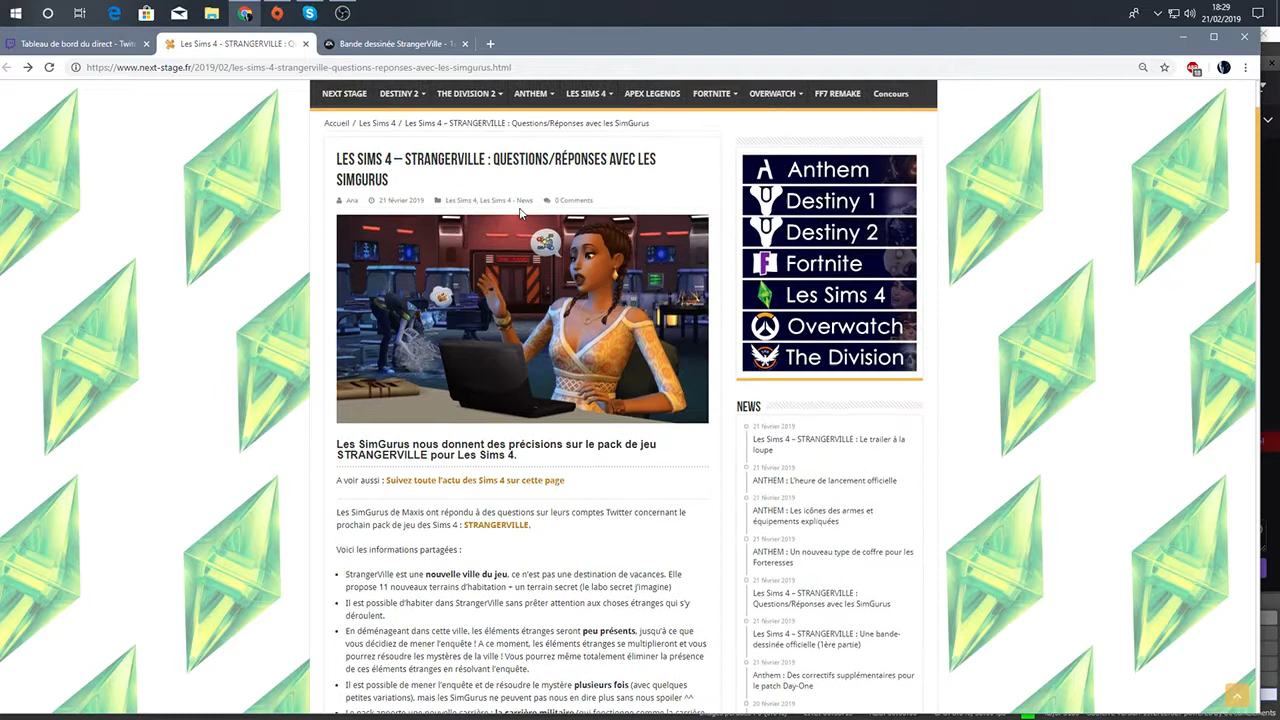 18:29
21/02/2019
Tableau de bord du direct - Twit
Les Sims 4 - STRANGERVILLE : Q
Bande dessinée StrangerVille - 1
https://www.next-stage.fr/2019/02/les-sims-4-strangerville-questions-reponses-avec-les-simgurus.html
NEXT STAGE DESTINY 2 THE DIVISION 2 ANTHEM LES SIMS 4 APEX LEGENDS FORTNITE OVERWATCH FF7 REMAKE Concours
Accueil / Les Sims 4 / Les Sims 4 – STRANGERVILLE : Questions/Réponses avec les SimGurus
LES SIMS 4 – STRANGERVILLE : QUESTIONS/RÉPONSES AVEC LES
SIMGURUS
Ana 21 février 2019 Les Sims 4, Les Sims 4 - News 0 Comments
Les SimGurus nous donnent des précisions sur le pack de jeu
STRANGERVILLE pour Les Sims 4.
A voir aussi : Suivez toute l'actu des Sims 4 sur cette page
Les SimGurus de Maxis ont répondu à des questions sur leurs comptes Twitter concernant le
prochain pack de jeu des Sims 4 : STRANGERVILLE.
Voici les informations partagées :
StrangerVille est une nouvelle ville du jeu, ce n'est pas une destination de vacances. Elle
propose 11 nouveaux terrains d'habitation + un terrain secret (le labo secret j'imagine)
Il est possible d'habiter dans StrangerVille sans prêter attention aux choses étranges qui s'y
déroulent.
En déménageant dans cette ville, les éléments étranges seront peu présents, jusqu'à ce que
vous décidiez de mener l'enquête ! A ce moment, les éléments étranges se multiplieront et vous
pourrez résoudre les mystères de la ville ! Vous pourrez même totalement éliminer la présence
de ces éléments étranges en résolvant l'enquête.
Il est possible de mener l'enquête et de résoudre le mystère plusieurs fois (avec quelques
petites variations), mais les SimGurus ne peuvent pas nous en dire plus sans nous spoiler ^^
Anthem
Destiny 1
Destiny 2
Fortnite
Les Sims 4
Overwatch
The Division
NEWS
21 février 2019
Les Sims 4 – STRANGERVILLE : Le trailer à la
loupe
21 février 2019
ANTHEM : L'heure de lancement officielle
21 février 2019
ANTHEM : Les icônes des armes et
équipements expliquées
21 février 2019
ANTHEM : Un nouveau type de coffre pour les
Forteresses
21 février 2019
Les Sims 4 – STRANGERVILLE :
Questions/Réponses avec les SimGurus
21 février 2019
Les Sims 4 – STRANGERVILLE : Une bande-
dessinée officielle (1ère partie)
21 février 2019
Anthem : Des correctifs supplémentaires pour
le patch Day-One
20 février 2019